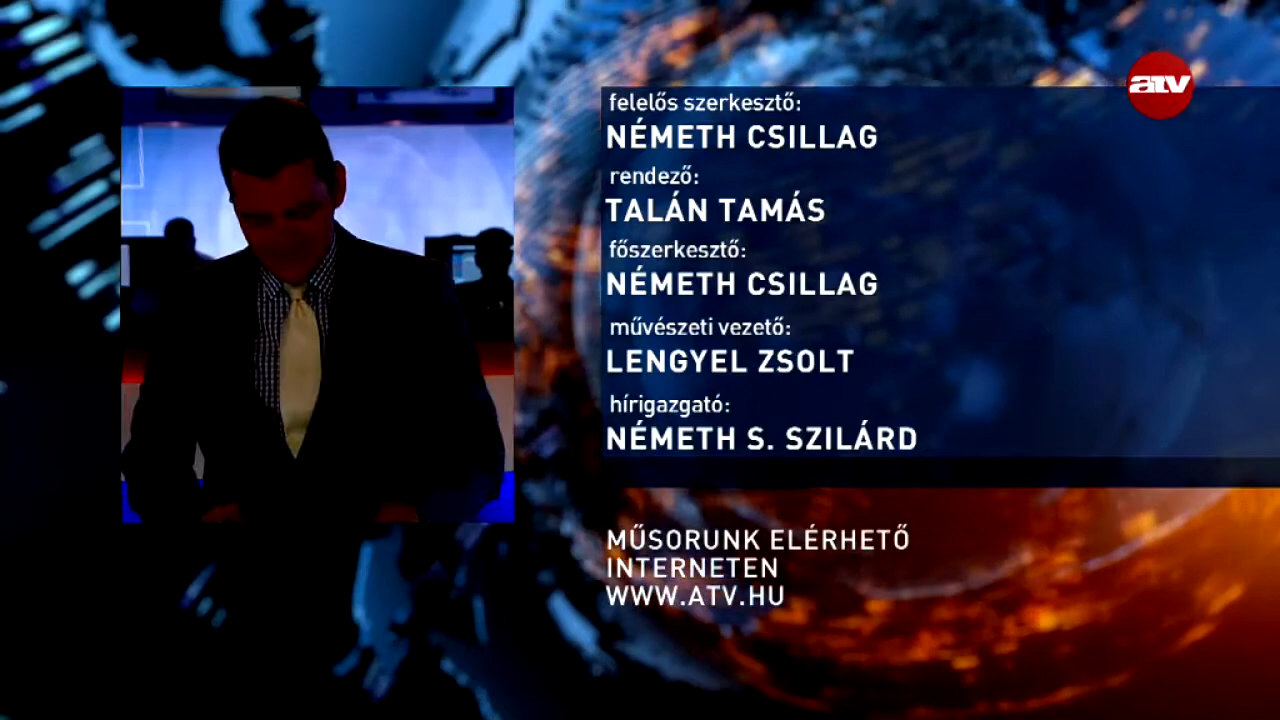 atv
felelős szerkesztő:
NÉMETH CSILLAG
rendező:
TALÁN TAMÁS
főszerkesztő:
NÉMETH CSILLAG
művészeti vezető:
LENGYEL ZSOLT
hírigazgató:
NÉMETH S. SZILÁRD
MŰSORUNK ELÉRHETŐ
INTERNETEN
WWW.ATV.HU